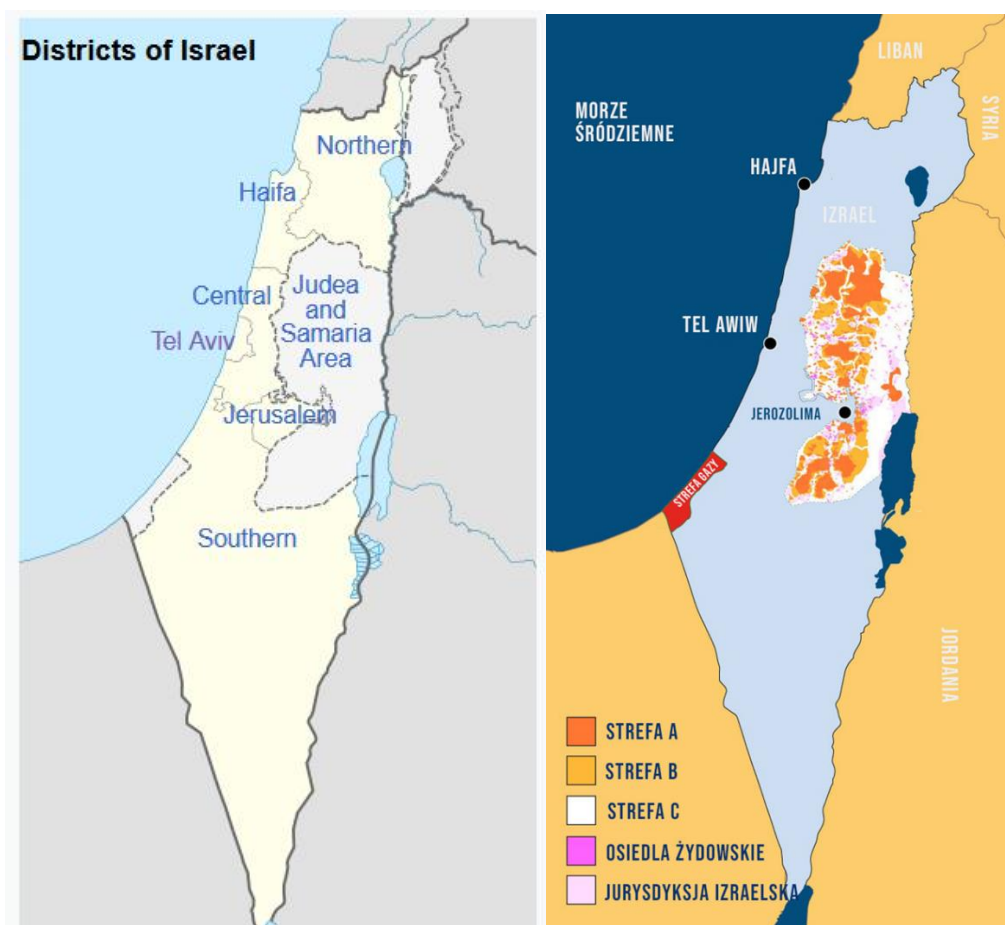 Districts of Israel
Northern
Haifa
Central
Judea
and
Samaria
Area
Tel Aviv
Jerusalem
Southern
LIBAN
SYRIA
MORZE
ŚRÓDZIEMNE
HAJFA
IZRAEL
TEL AWIW
JEROZOLIMA
STREFA GAZY
JORDANIA
STREFA A
STREFA B
STREFA C
OSIEDLA ŻYDOWSKIE
JURYSDYKSJA IZRAELSKA